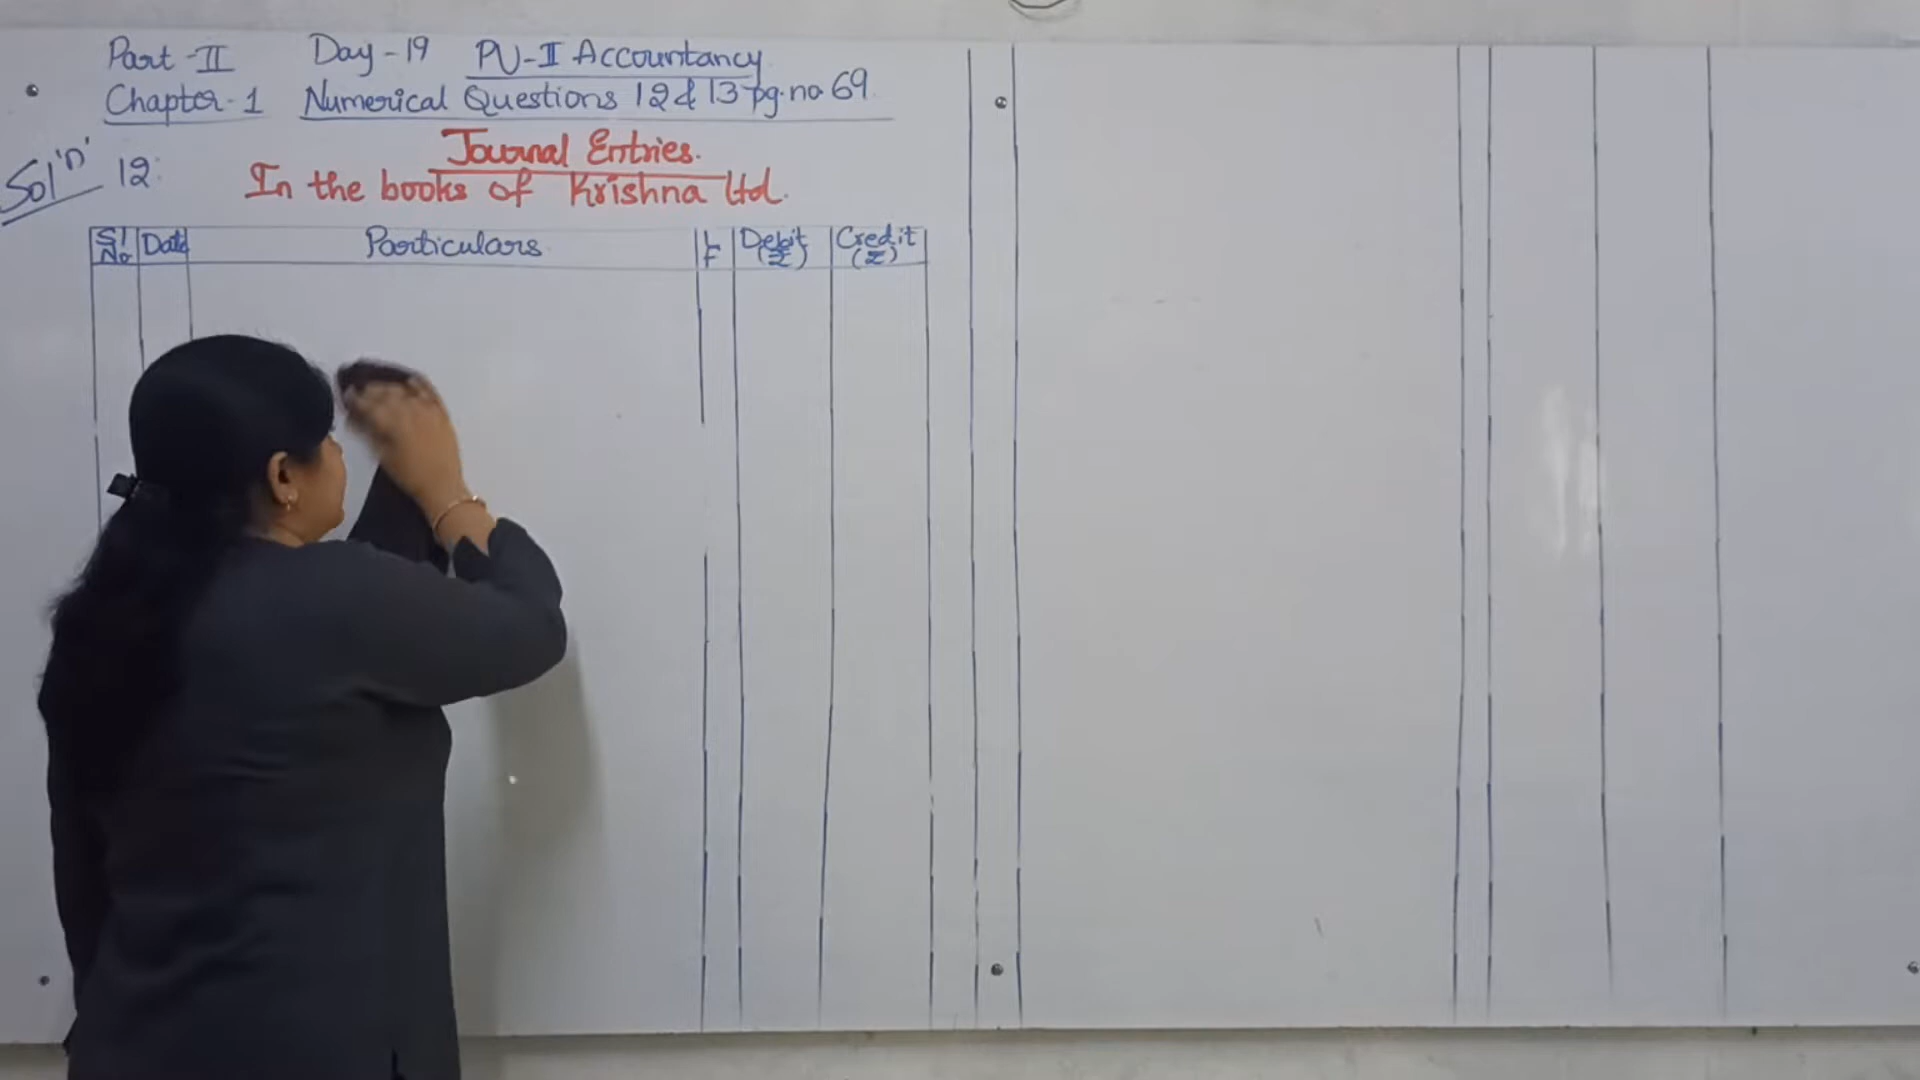 Part-II Day-19 PU-II Accountancy
Chapter-1 Numerical Questions 12 & 13 pg.no 69
Journal Entries.
Sol'n' 12: In the books of Krishna Ltd.
Sl No Date Particulars L F Debit (₹) Credit (₹)